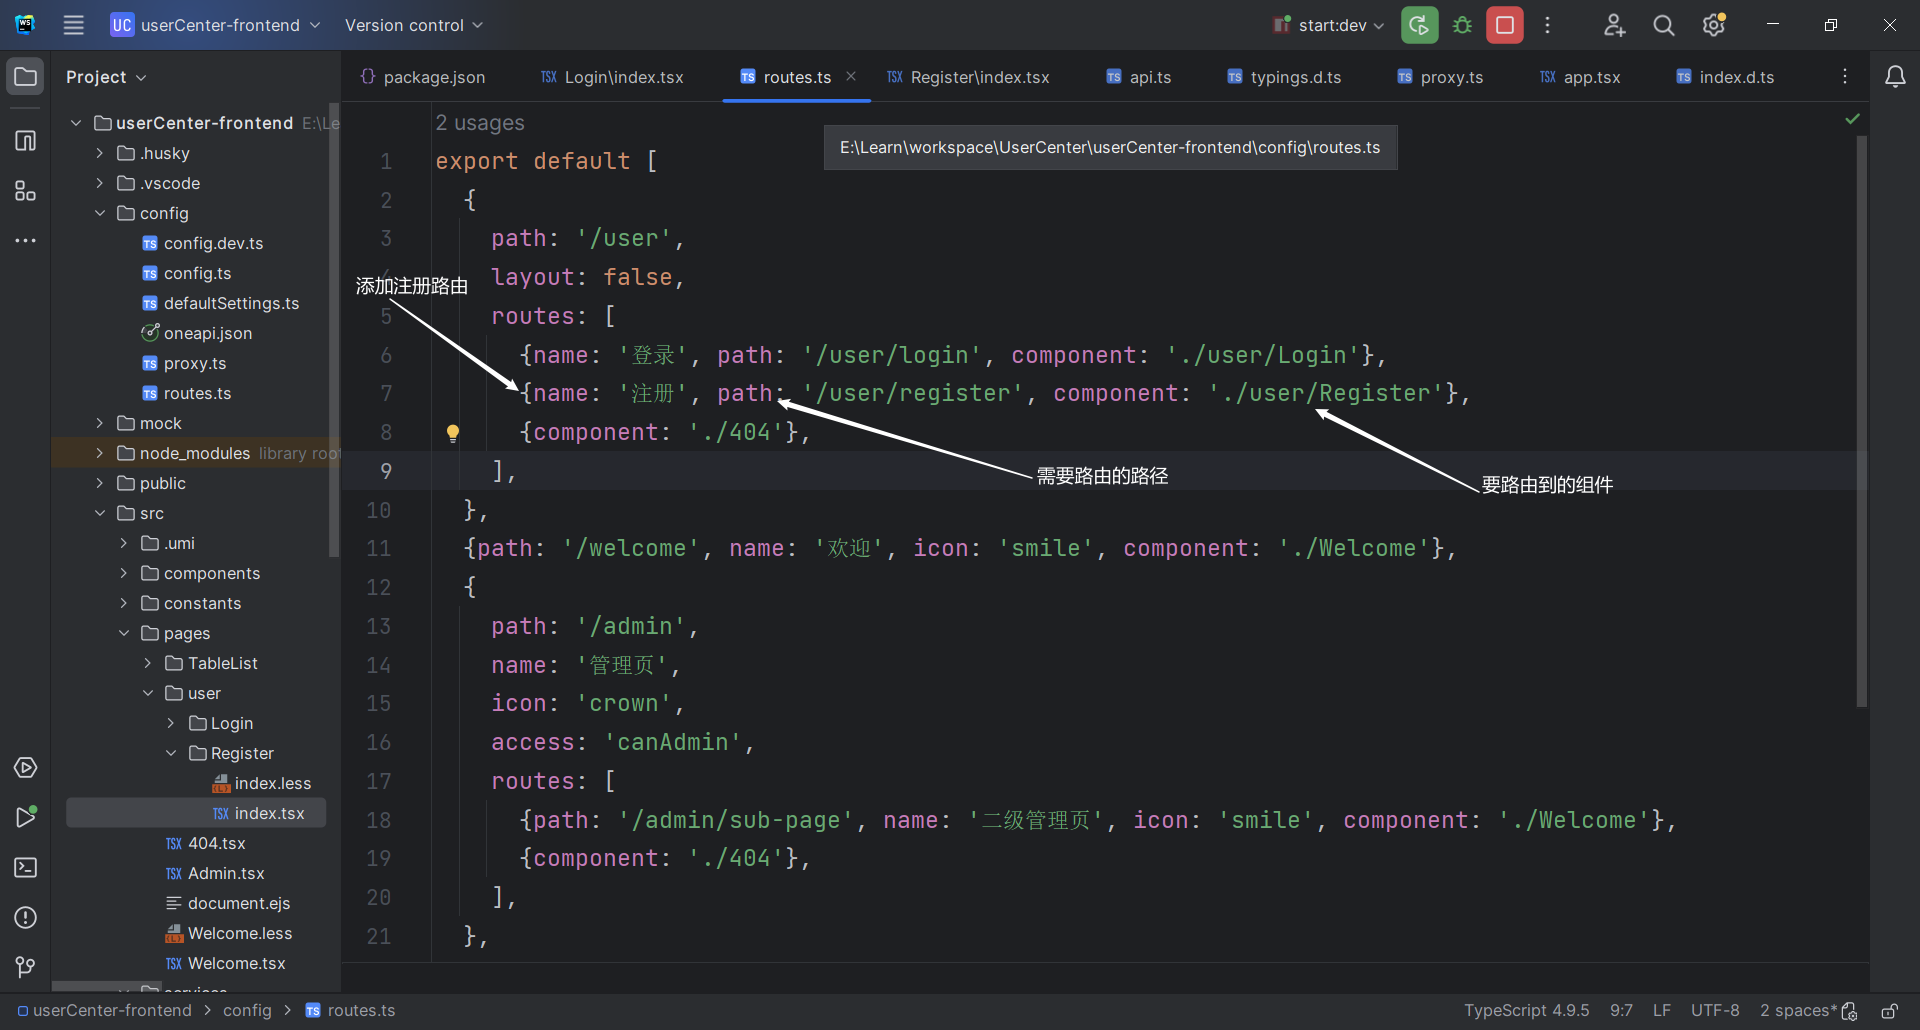 UC userCenter-frontend Version control start:dev
Project
package.json Login\index.tsx routes.ts Register\index.tsx api.ts typings.d.ts proxy.ts app.tsx index.d.ts
userCenter-frontend E:\Le
.husky
.vscode
config
config.dev.ts
config.ts
defaultSettings.ts
oneapi.json
proxy.ts
routes.ts
mock
node_modules library root
public
src
.umi
components
constants
pages
TableList
user
Login
Register
index.less
index.tsx
404.tsx
Admin.tsx
document.ejs
Welcome.less
Welcome.tsx
services
2 usages
E:\Learn\workspace\UserCenter\userCenter-frontend\config\routes.ts
1 export default [
2 {
3 path: '/user',
4 layout: false,
添加注册路由
5 routes: [
6 {name: '登录', path: '/user/login', component: './user/Login'},
7 {name: '注册', path: '/user/register', component: './user/Register'},
8 {component: './404'},
9 ],
需要路由的路径
要路由到的组件
10 },
11 {path: '/welcome', name: '欢迎', icon: 'smile', component: './Welcome'},
12 {
13 path: '/admin',
14 name: '管理页',
15 icon: 'crown',
16 access: 'canAdmin',
17 routes: [
18 {path: '/admin/sub-page', name: '二级管理页', icon: 'smile', component: './Welcome'},
19 {component: './404'},
20 ],
21 },
userCenter-frontend > config > routes.ts
TypeScript 4.9.5 9:7 LF UTF-8 2 spaces*